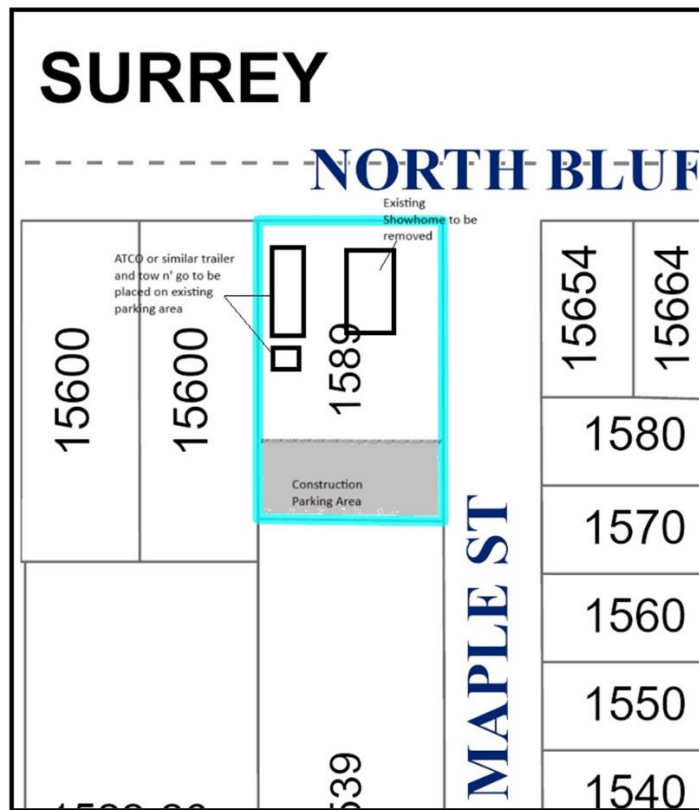 SURREY
NORTH BLUF
Existing
Showhome to be
removed
ATCO or similar trailer
and tow n' go to be
placed on existing
parking area
15600
15600
1589
15654
15664
1580
Construction
Parking Area
MAPLE ST
1570
1560
1550
1540
539